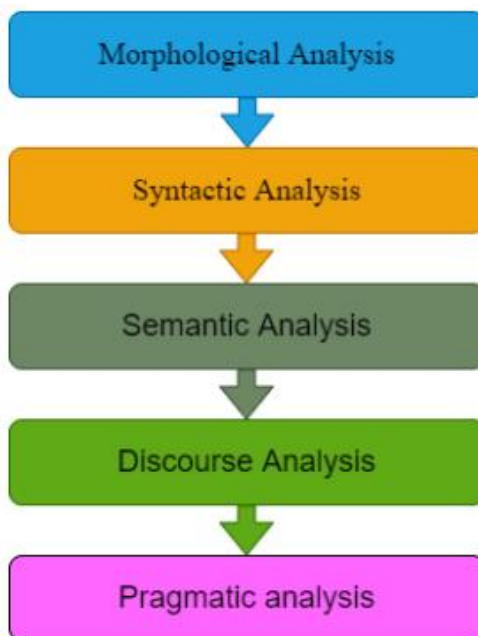 Morphological Analysis
Syntactic Analysis
Semantic Analysis
Discourse Analysis
Pragmatic analysis